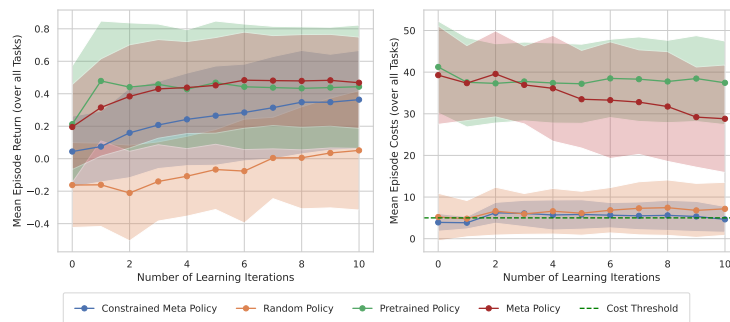 0.8
0.6
0.4
0.2
0.0
−0.2
−0.4
Mean Episode Return (over all Tasks)
0 2 4 6 8 10
Number of Learning Iterations
50
40
30
20
10
0
Mean Episode Costs (over all Tasks)
0 2 4 6 8 10
Number of Learning Iterations
Constrained Meta Policy Random Policy Pretrained Policy Meta Policy Cost Threshold